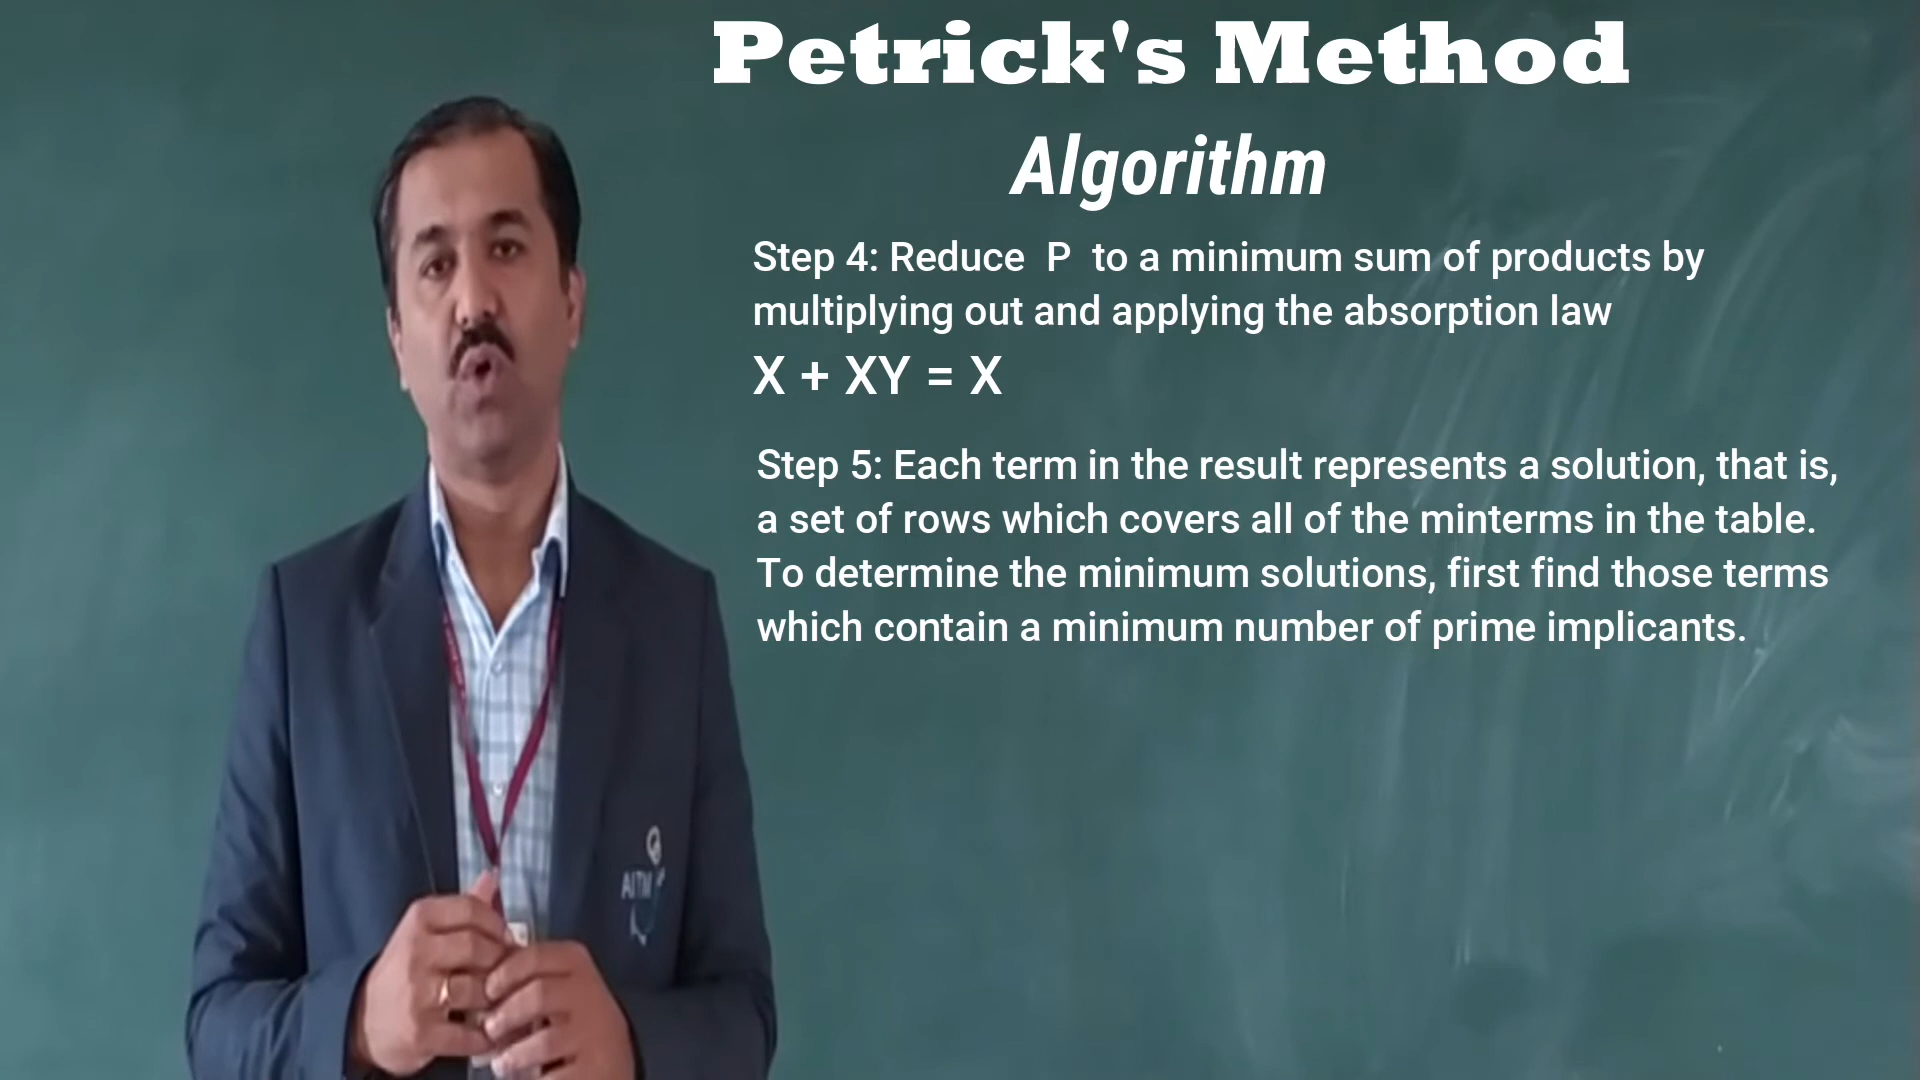 Petrick's Method
Algorithm
Step 4: Reduce P to a minimum sum of products by
multiplying out and applying the absorption law
X + XY = X
Step 5: Each term in the result represents a solution, that is,
a set of rows which covers all of the minterms in the table.
To determine the minimum solutions, first find those terms
which contain a minimum number of prime implicants.
AITM